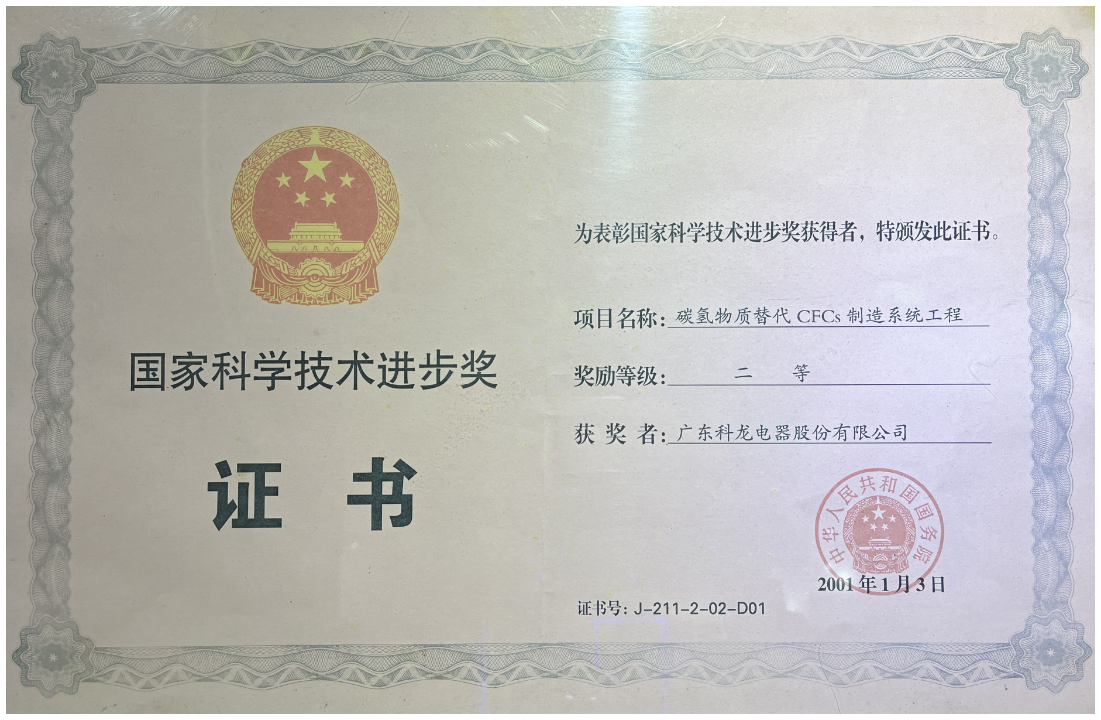 国家科学技术进步奖
证 书
为表彰国家科学技术进步奖获得者，特颁发此证书。
项目名称：碳氢物质替代 CFCs 制造系统工程
奖励等级：二 等
获 奖 者：广东科龙电器股份有限公司
中华人民共和国国务院
2001 年 1 月 3 日
证书号：J-211-2-02-D01